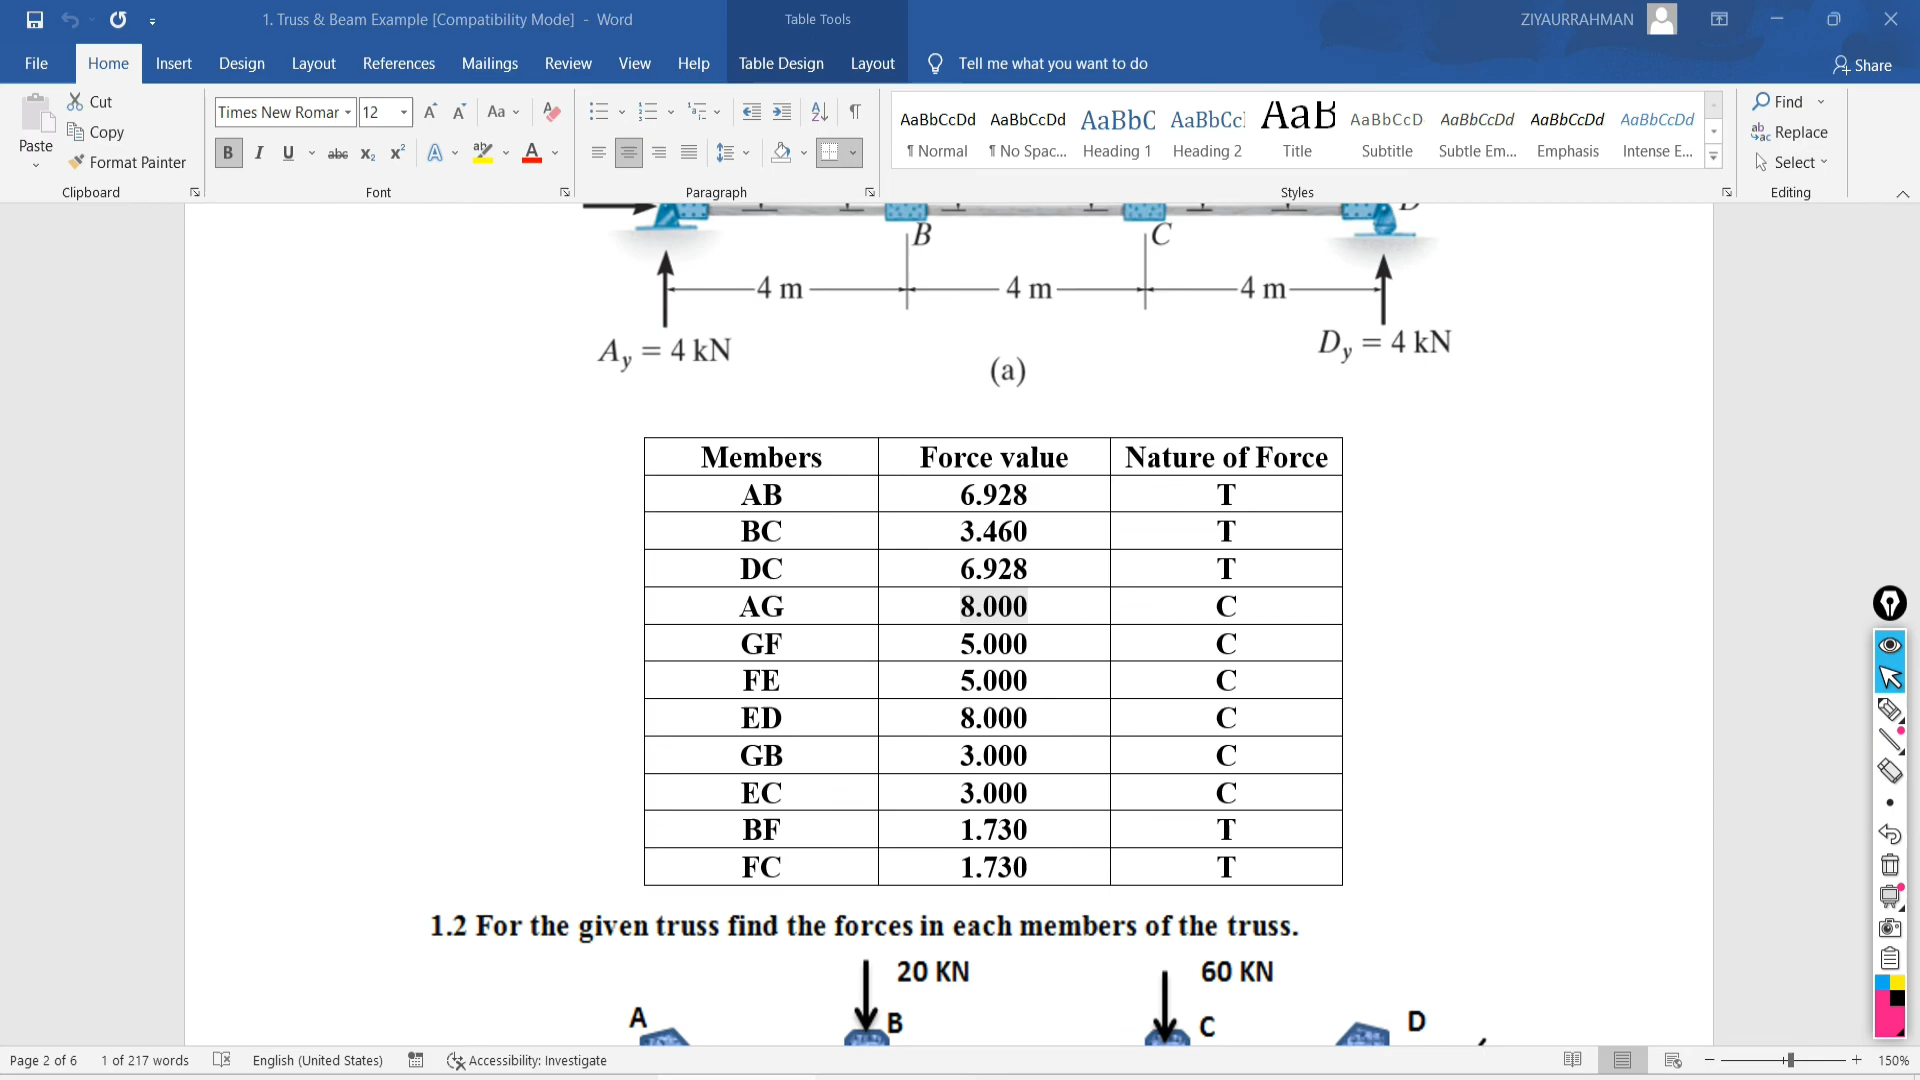 1. Truss & Beam Example [Compatibility Mode] - Word
Table Tools
ZIYAURRAHMAN
File Home Insert Design Layout References Mailings Review View Help Table Design Layout Tell me what you want to do Share
Cut
Copy
Format Painter
Paste
Clipboard
Times New Romar 12
Font
Paragraph
AaBbCcDd AaBbCcDd AaBbC AaBbCc AaB AaBbCcD AaBbCcDd AaBbCcDd AaBbCcDd
¶ Normal ¶ No Spac... Heading 1 Heading 2 Title Subtitle Subtle Em... Emphasis Intense E...
Styles
Find
Replace
Select
Editing
B C
4 m 4 m 4 m
Ay = 4 kN
Dy = 4 kN
(a)
Members Force value Nature of Force
AB 6.928 T
BC 3.460 T
DC 6.928 T
AG 8.000 C
GF 5.000 C
FE 5.000 C
ED 8.000 C
GB 3.000 C
EC 3.000 C
BF 1.730 T
FC 1.730 T
1.2 For the given truss find the forces in each members of the truss.
20 KN 60 KN
A B C D
Page 2 of 6 1 of 217 words English (United States) Accessibility: Investigate 150%